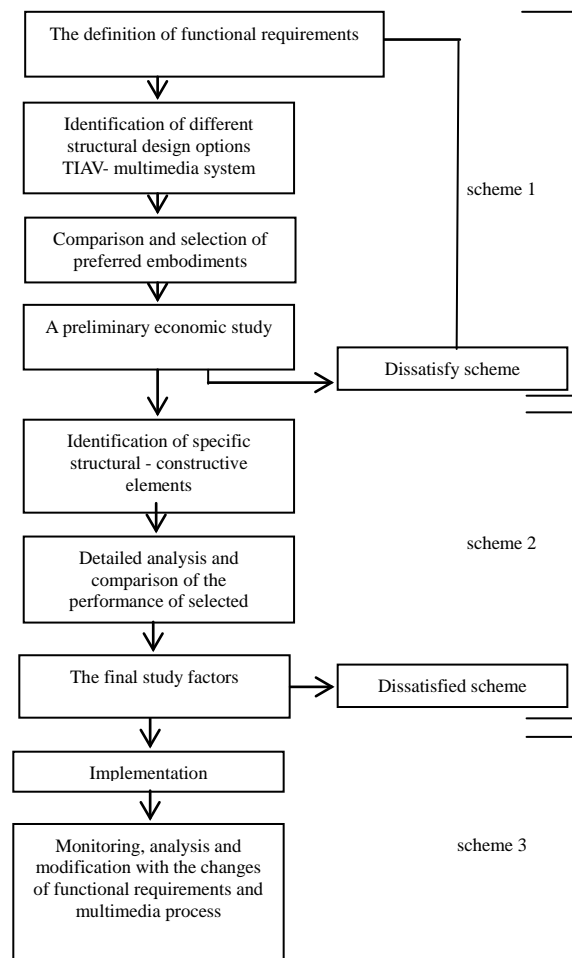 The definition of functional requirements
Identification of different
structural design options
TIAV- multimedia system
scheme 1
Comparison and selection of
preferred embodiments
A preliminary economic study
Dissatisfy scheme
Identification of specific
structural - constructive
elements
scheme 2
Detailed analysis and
comparison of the
performance of selected
The final study factors
Dissatisfied scheme
Implementation
Monitoring, analysis and
modification with the changes
of functional requirements and
multimedia process
scheme 3